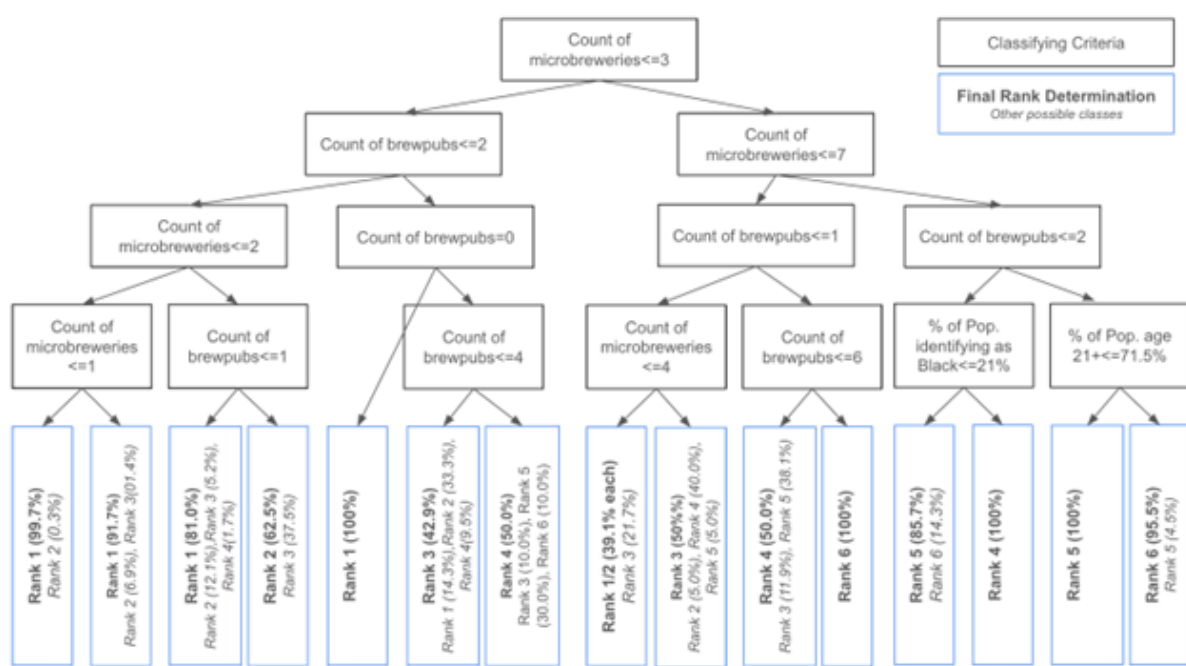 Count of
microbreweries<=3
Classifying Criteria
Final Rank Determination
Other possible classes
Count of brewpubs<=2
Count of
microbreweries<=7
Count of
microbreweries<=2
Count of brewpubs=0
Count of brewpubs<=1
Count of brewpubs<=2
Count of
microbreweries
<=1
Count of
brewpubs<=1
Count of
brewpubs<=4
Count of
microbreweries
<=4
Count of
brewpubs<=6
% of Pop.
identifying as
Black<=21%
% of Pop. age
21+<=71.5%
Rank 1 (99.7%)
Rank 2 (0.3%)
Rank 1 (91.7%)
Rank 2 (6.9%), Rank 3(01.4%)
Rank 1 (81.0%)
Rank 2 (12.1%),Rank 3 (5.2%),
Rank 4(1.7%)
Rank 2 (62.5%)
Rank 3 (37.5%)
Rank 1 (100%)
Rank 3 (42.9%)
Rank 1 (14.3%),Rank 2 (33.3%),
Rank 4(9.5%)
Rank 4 (50.0%)
Rank 3 (10.0%), Rank 5
(30.0%), Rank 6 (10.0%)
Rank 1/2 (39.1% each)
Rank 3 (21.7%)
Rank 3 (50%%)
Rank 2 (5.0%), Rank 4 (40.0%),
Rank 5 (5.0%)
Rank 4 (50.0%)
Rank 3 (11.9%), Rank 5 (38.1%)
Rank 6 (100%)
Rank 5 (85.7%)
Rank 6 (14.3%)
Rank 4 (100%)
Rank 5 (100%)
Rank 6 (95.5%)
Rank 5 (4.5%)